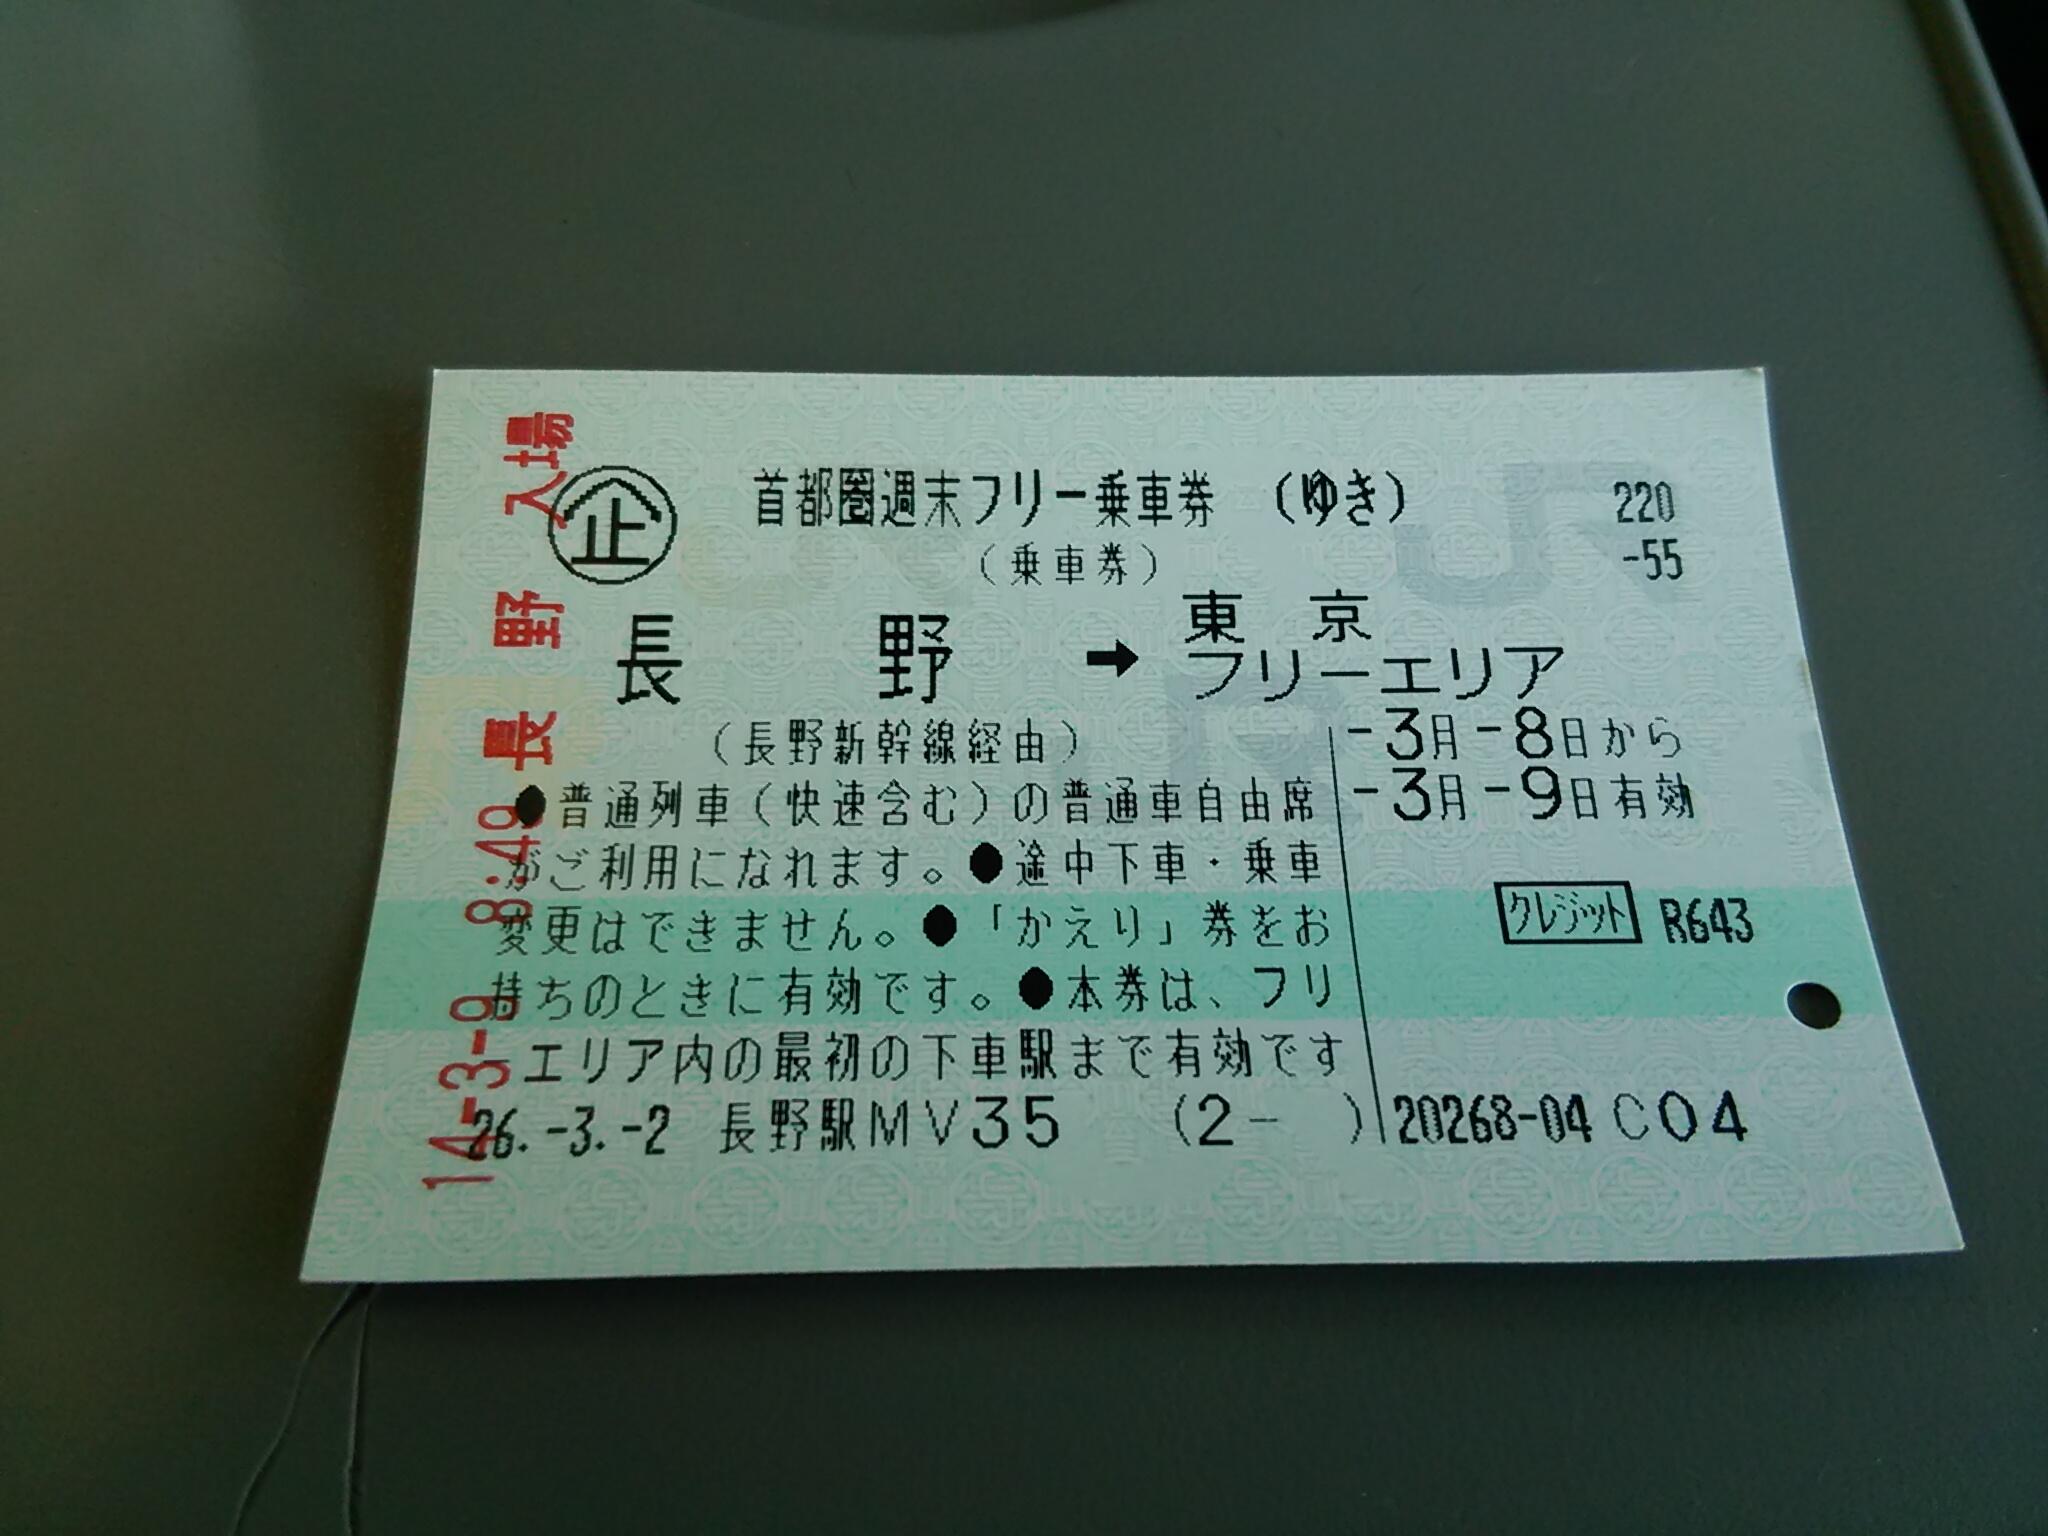 企 首都圏週末フリー乗車券 (ゆき) 220
(乗車券) -55
長野 → 東京
フリーエリア
(長野新幹線経由)
-3月-8日から
-3月-9日有効
●普通列車(快速含む)の普通車自由席
がご利用になれます。●途中下車・乗車
変更はできません。●「かえり」券をお
持ちのときに有効です。●本券は、フリ
ーエリア内の最初の下車駅まで有効です
クレジット R643
26.-3.-2 長野駅MV35 (2- ) 20268-04 C04
14-3-9 8:49 長野 入場
JR